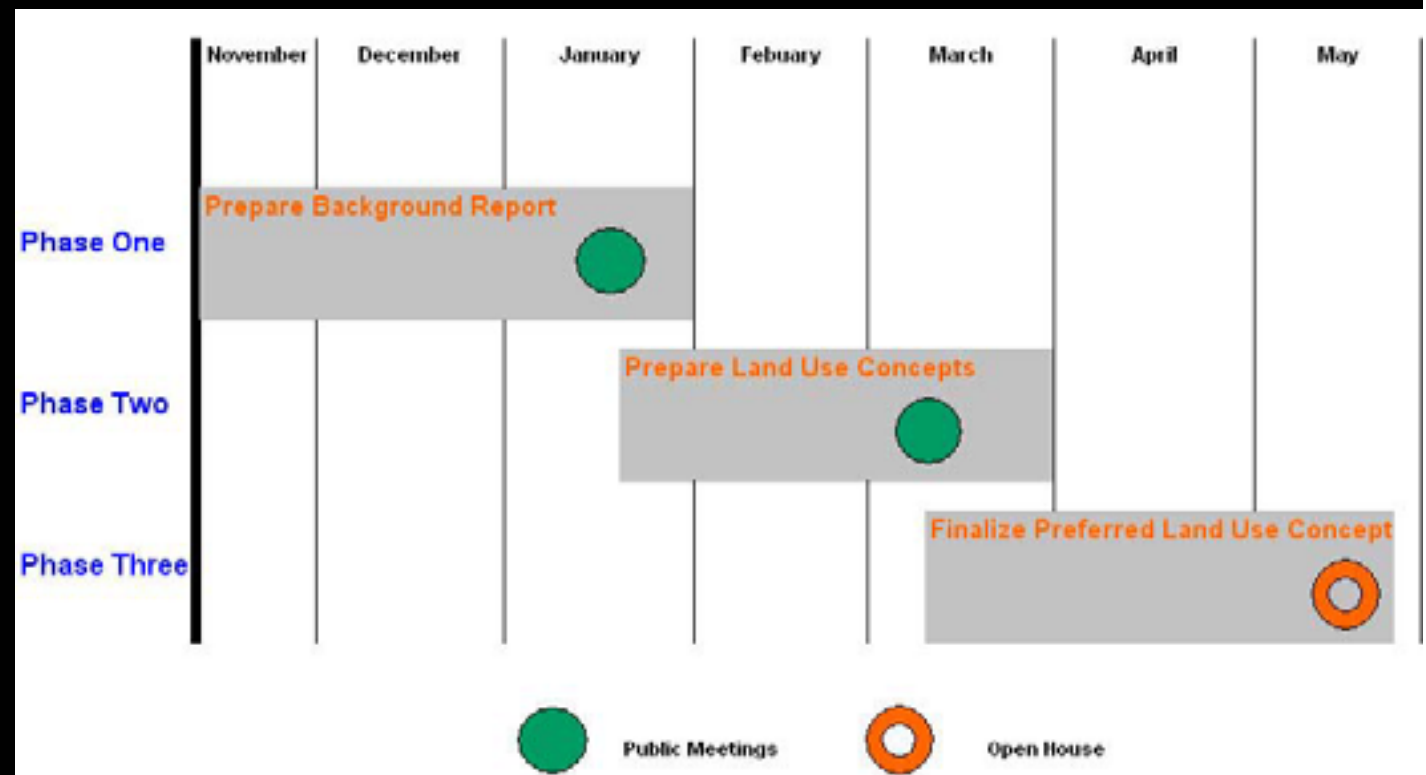 November December January Febuary March April May
Prepare Background Report
Phase One
Prepare Land Use Concepts
Phase Two
Finalize Preferred Land Use Concept
Phase Three
Public Meetings Open House